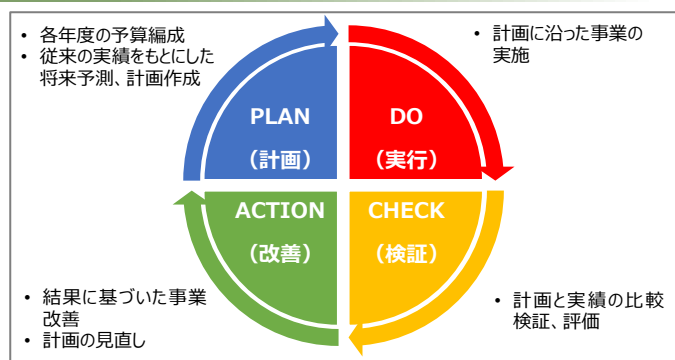 • 各年度の予算編成
• 従来の実績をもとにした
将来予測、計画作成
• 計画に沿った事業の
実施
PLAN
（計画）
DO
（実行）
ACTION
（改善）
CHECK
（検証）
• 結果に基づいた事業
改善
• 計画の見直し
• 計画と実績の比較
検証、評価